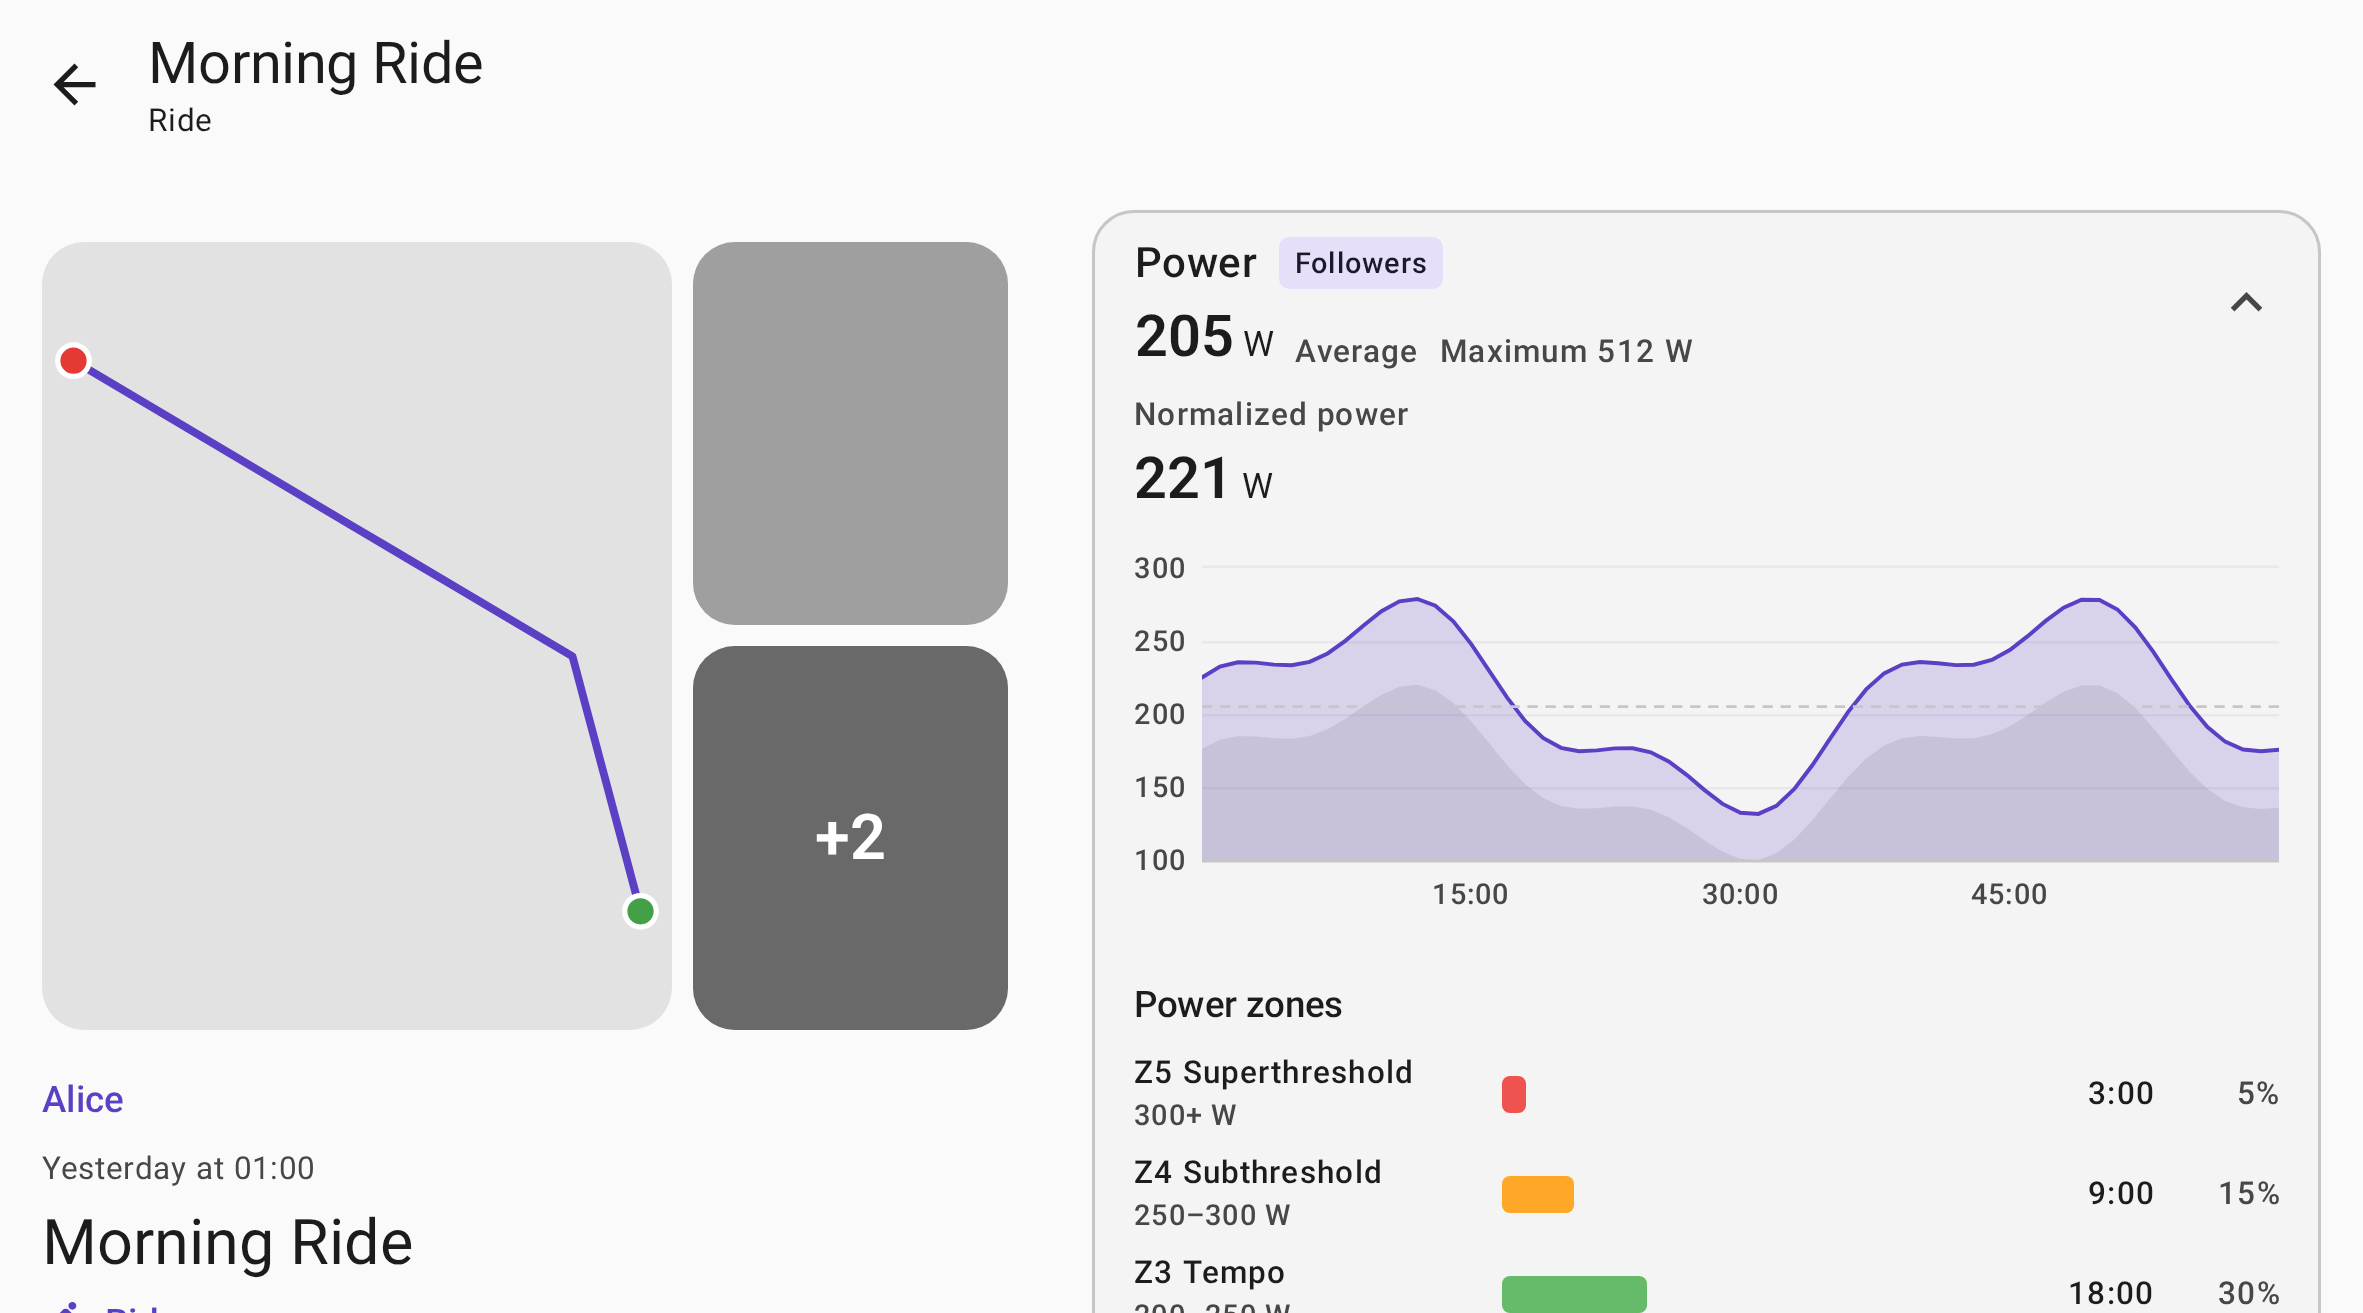 Morning Ride
Ride
+2
Alice
Yesterday at 01:00
Morning Ride
Power Followers
205 W Average Maximum 512 W
Normalized power
221 W
300
250
200
150
100
15:00 30:00 45:00
Power zones
Z5 Superthreshold
300+ W
3:00 5%
Z4 Subthreshold
250–300 W
9:00 15%
Z3 Tempo
18:00 30%